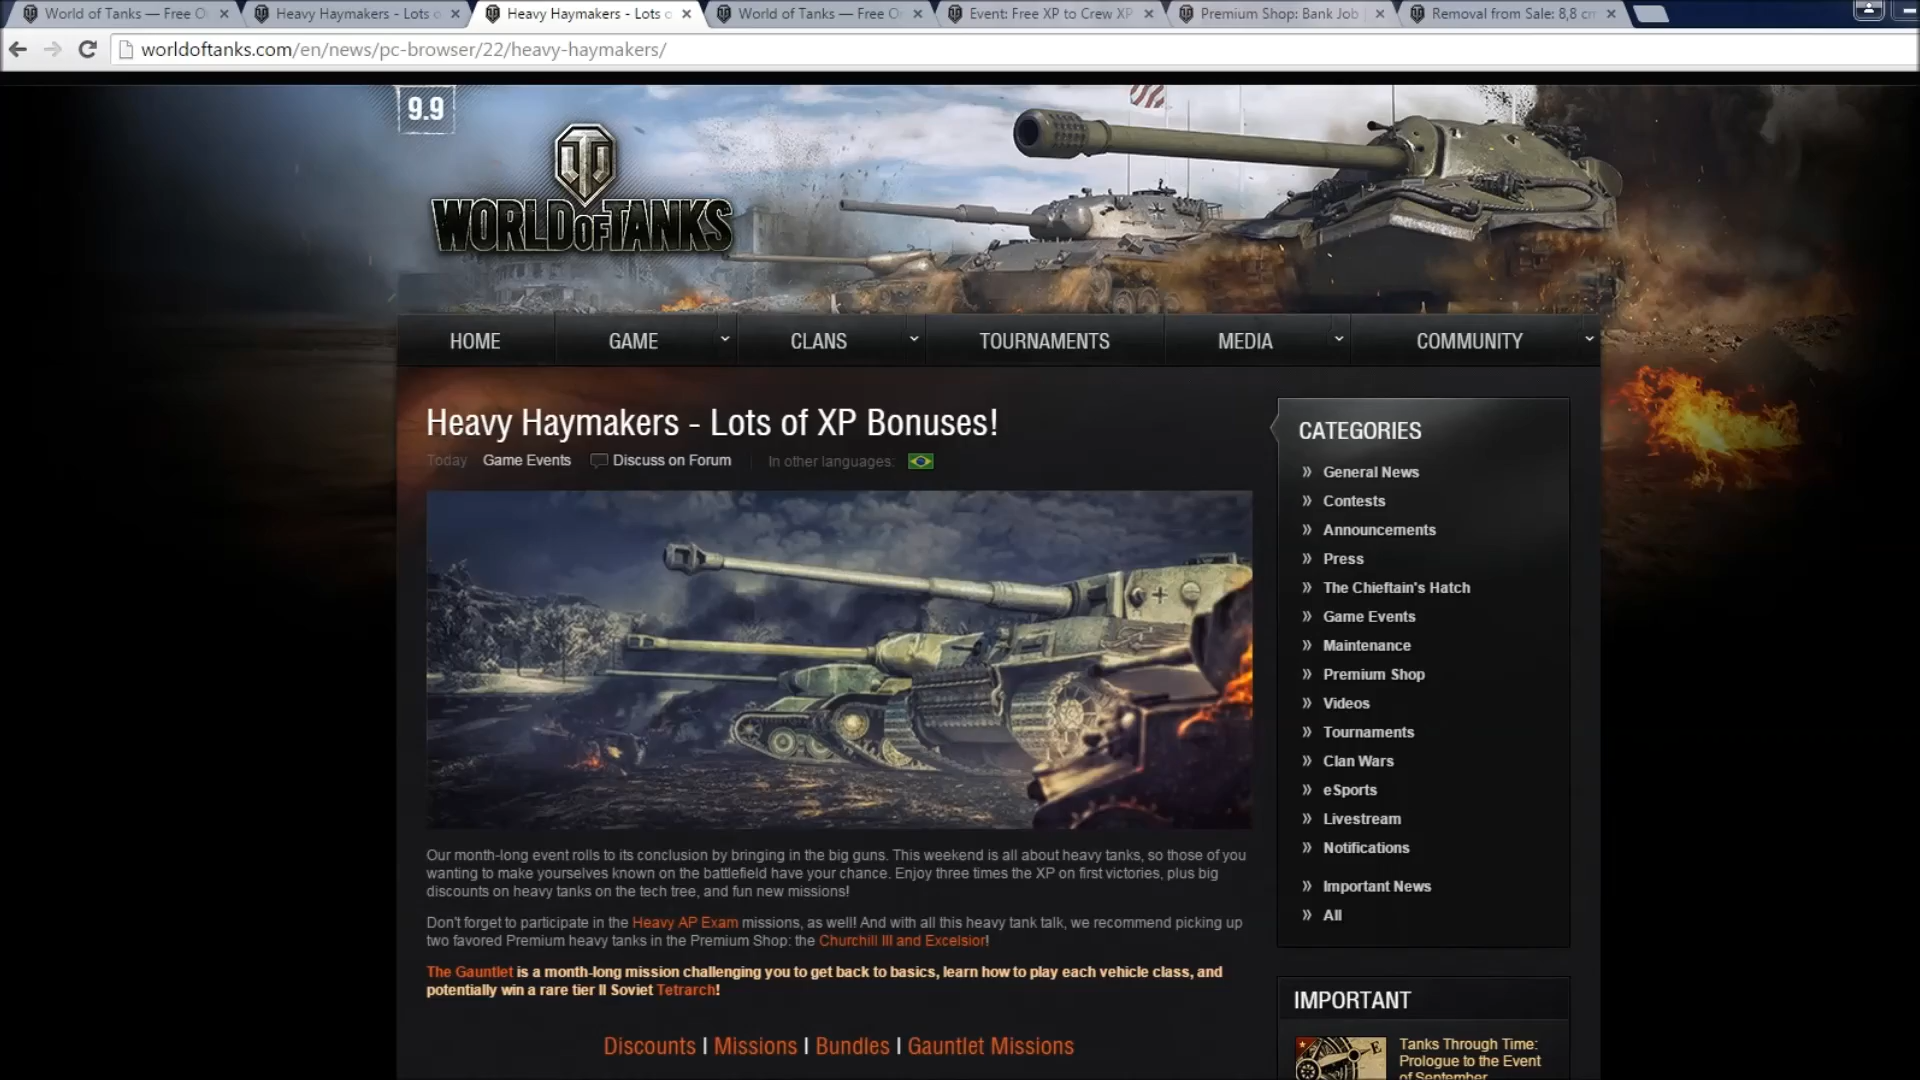 World of Tanks — Free O
Heavy Haymakers - Lots o
Heavy Haymakers - Lots o
World of Tanks — Free O
Event: Free XP to Crew XP
Premium Shop: Bank Job
Removal from Sale: 8,8 cm
worldoftanks.com/en/news/pc-browser/22/heavy-haymakers/
9.9
WORLD OF TANKS
HOME
GAME
CLANS
TOURNAMENTS
MEDIA
COMMUNITY
Heavy Haymakers - Lots of XP Bonuses!
Today Game Events Discuss on Forum In other languages:
Our month-long event rolls to its conclusion by bringing in the big guns. This weekend is all about heavy tanks, so those of you
wanting to make yourselves known on the battlefield have your chance. Enjoy three times the XP on first victories, plus big
discounts on heavy tanks on the tech tree, and fun new missions!
Don't forget to participate in the Heavy AP Exam missions, as well! And with all this heavy tank talk, we recommend picking up
two favored Premium heavy tanks in the Premium Shop: the Churchill III and Excelsior!
The Gauntlet is a month-long mission challenging you to get back to basics, learn how to play each vehicle class, and
potentially win a rare tier II Soviet Tetrarch!
Discounts | Missions | Bundles | Gauntlet Missions
CATEGORIES
» General News
» Contests
» Announcements
» Press
» The Chieftain's Hatch
» Game Events
» Maintenance
» Premium Shop
» Videos
» Tournaments
» Clan Wars
» eSports
» Livestream
» Notifications
» Important News
» All
IMPORTANT
Tanks Through Time:
Prologue to the Event
of September